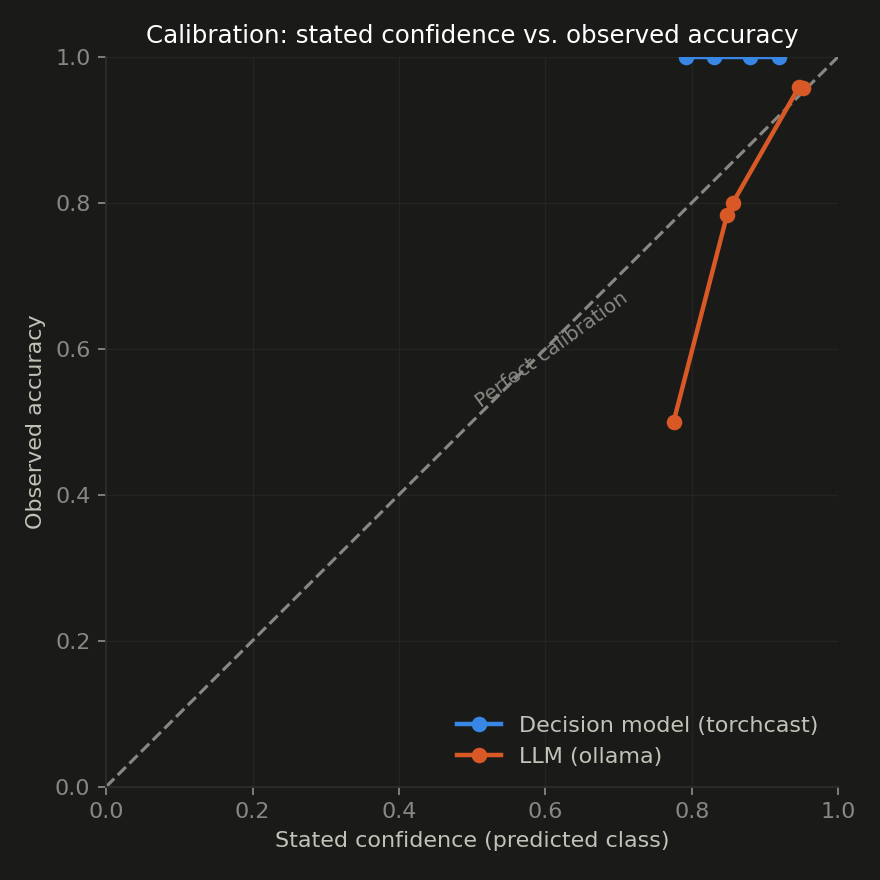 Calibration: stated confidence vs. observed accuracy
1.0
0.8
0.6
0.4
0.2
0.0
Observed accuracy
Perfect calibration
Decision model (torchcast)
LLM (ollama)
0.0 0.2 0.4 0.6 0.8 1.0
Stated confidence (predicted class)